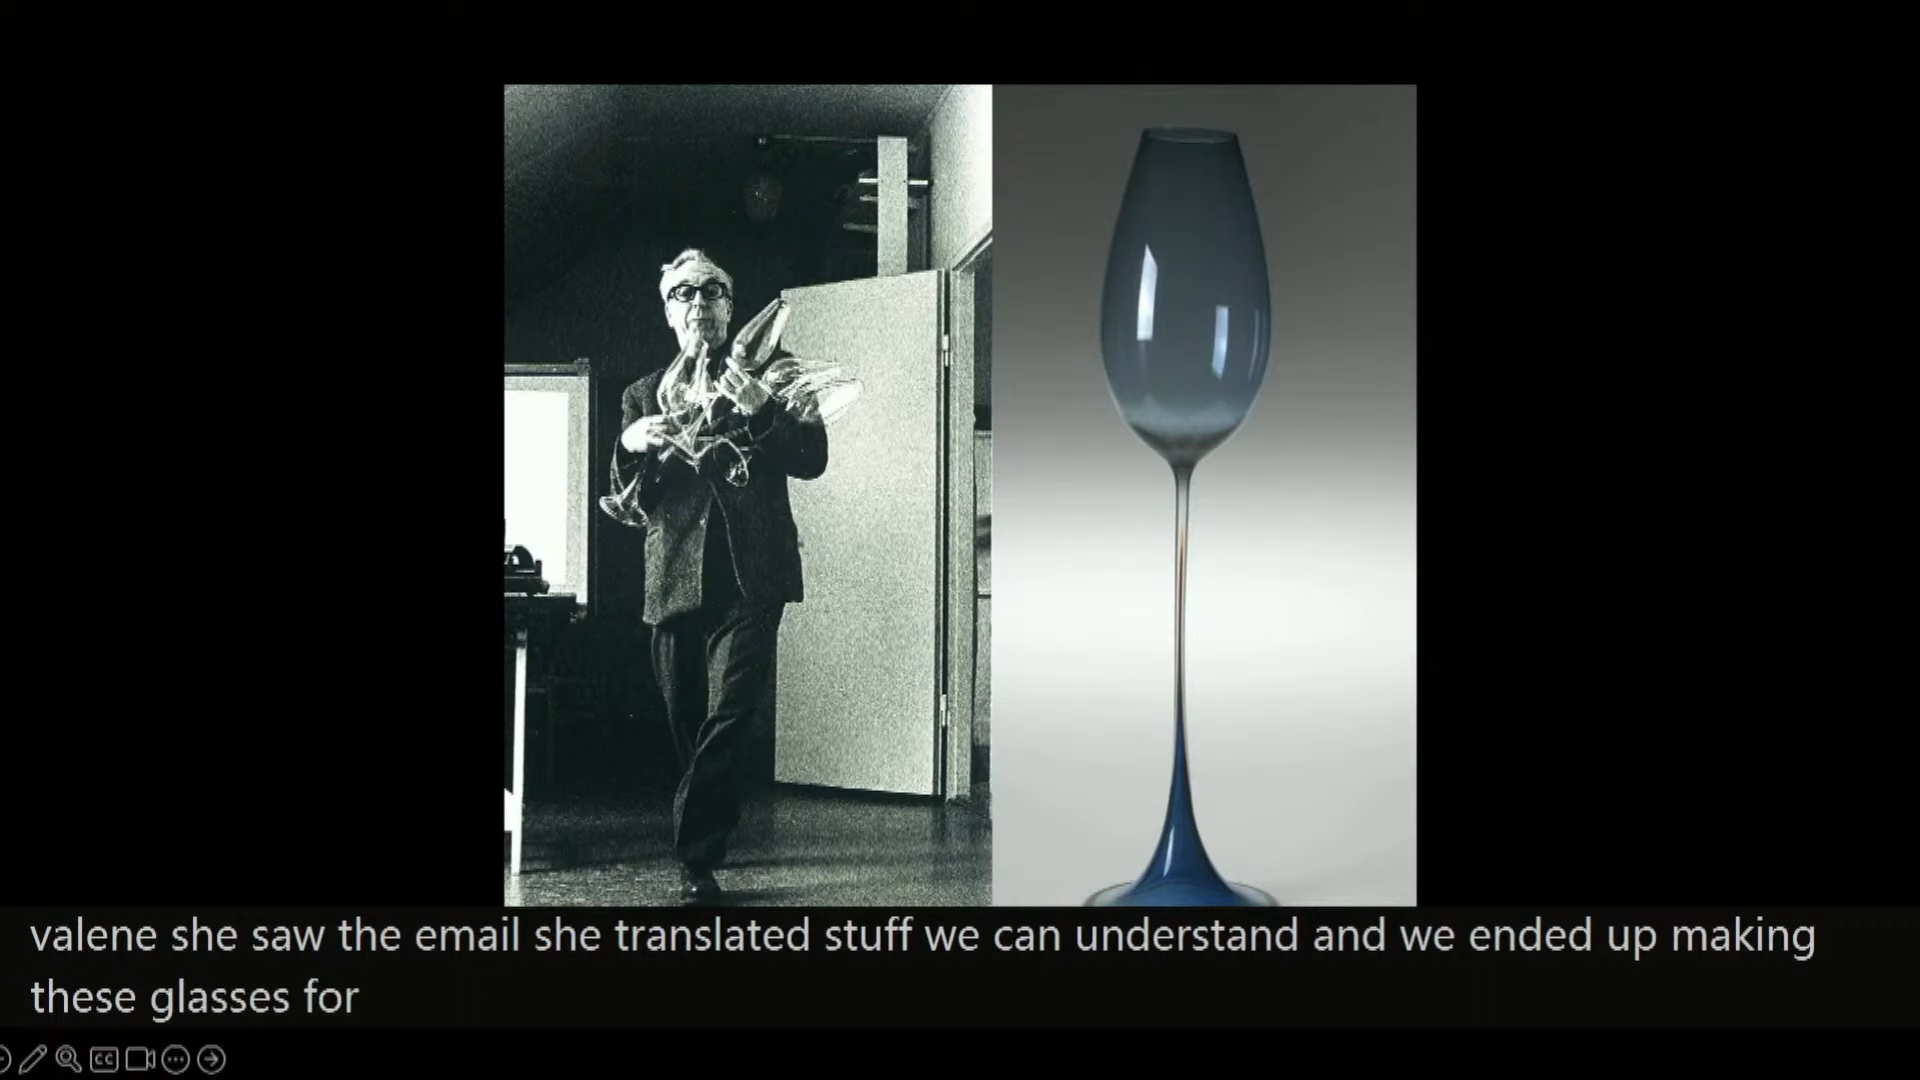 valene she saw the email she translated stuff we can understand and we ended up making
these glasses for
CC